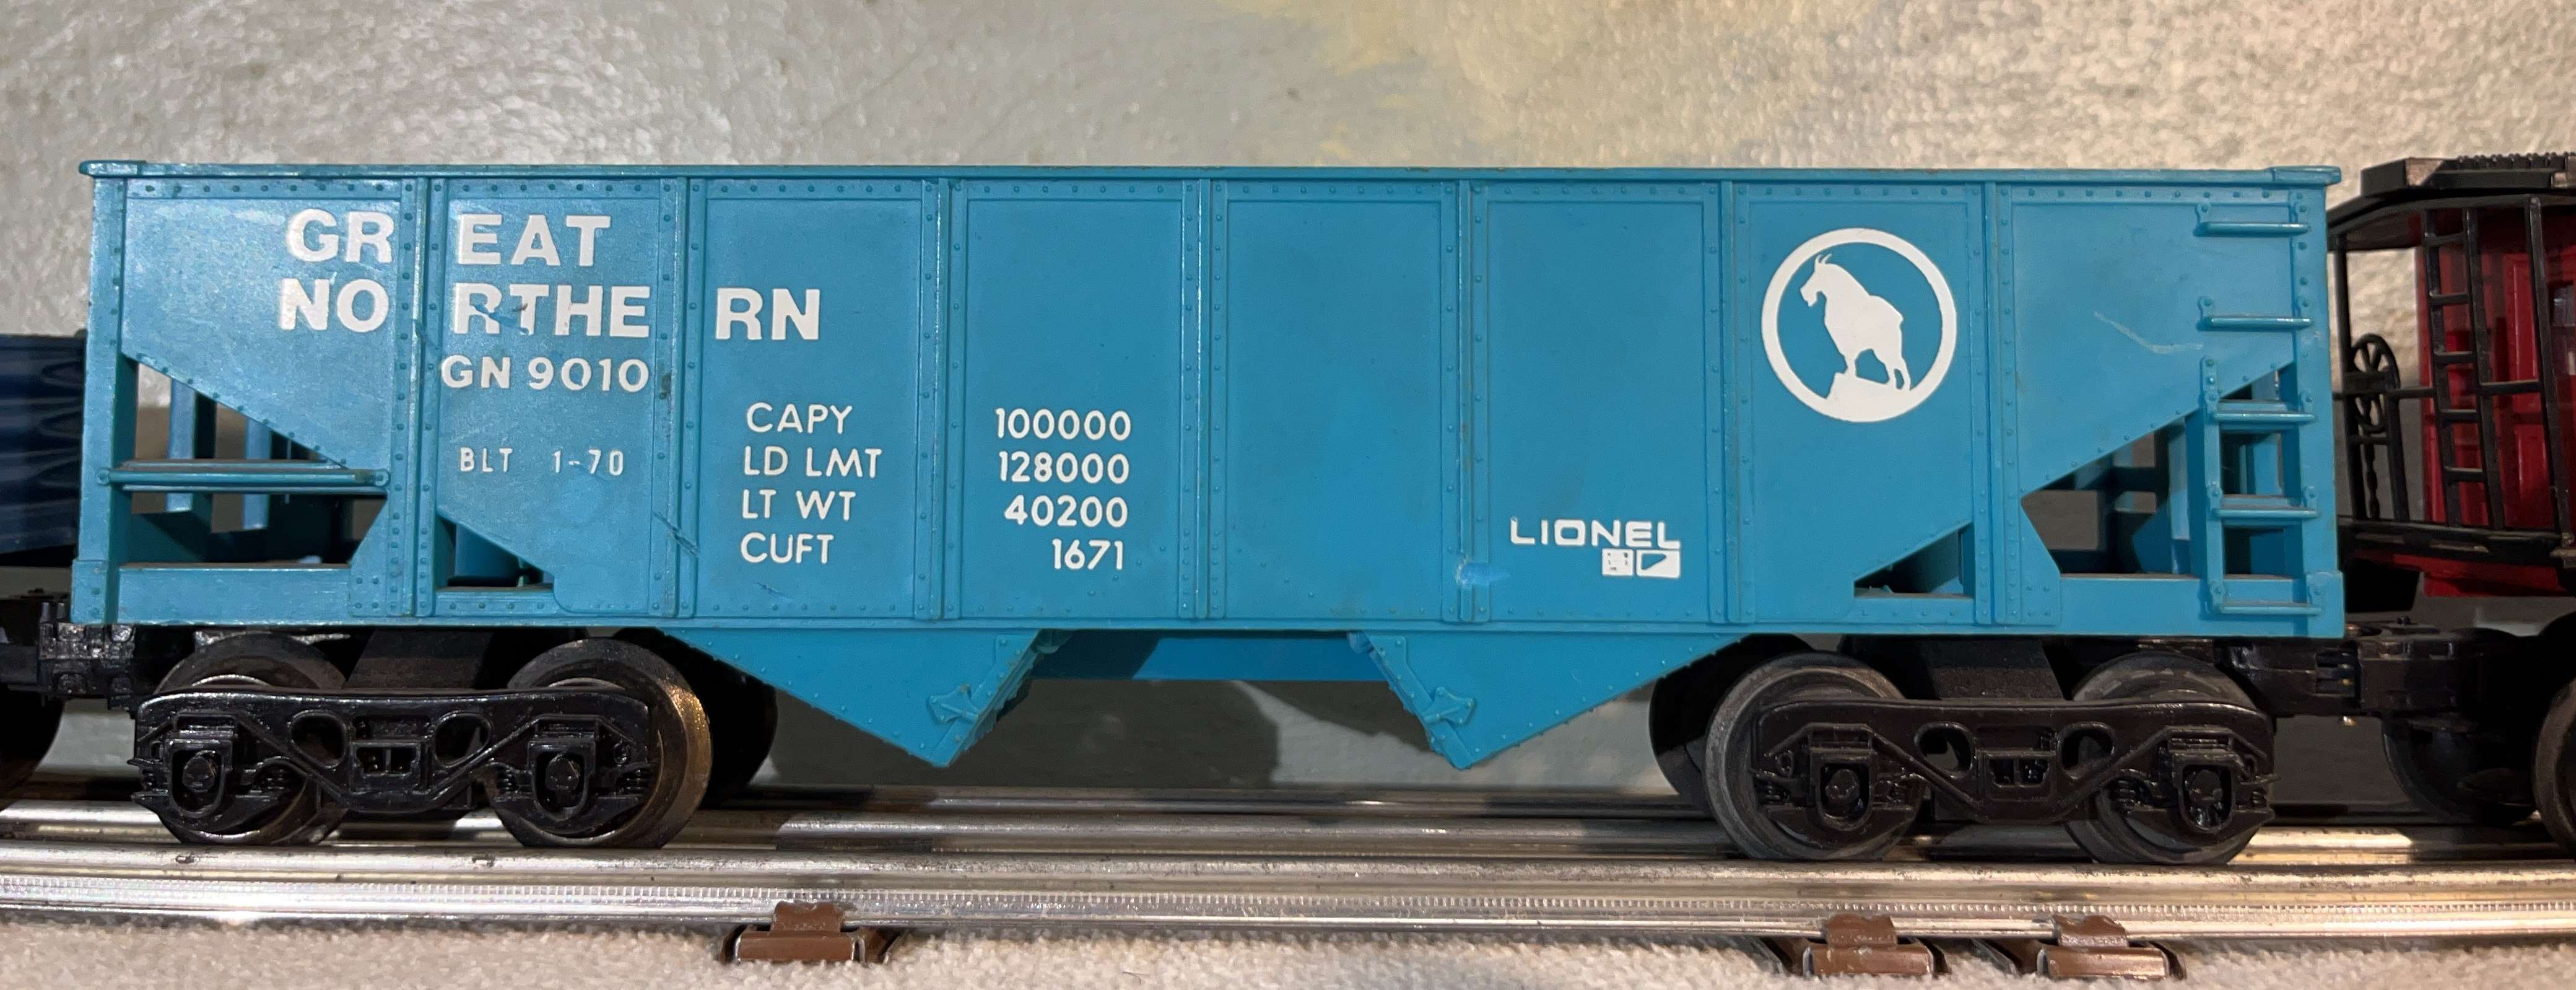 GREAT
NORTHERN
GN 9010
BLT 1-70
CAPY 100000
LD LMT 128000
LT WT 40200
CUFT 1671
LIONEL